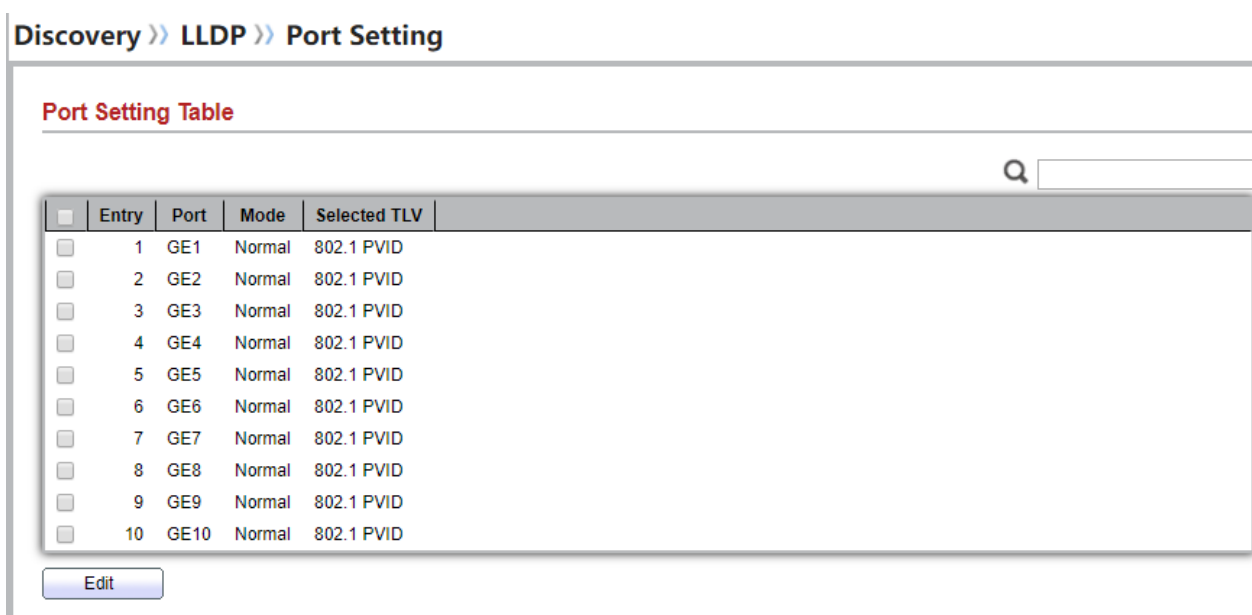 Discovery 》 LLDP 》 Port Setting
Port Setting Table
Entry Port Mode Selected TLV
1 GE1 Normal 802.1 PVID
2 GE2 Normal 802.1 PVID
3 GE3 Normal 802.1 PVID
4 GE4 Normal 802.1 PVID
5 GE5 Normal 802.1 PVID
6 GE6 Normal 802.1 PVID
7 GE7 Normal 802.1 PVID
8 GE8 Normal 802.1 PVID
9 GE9 Normal 802.1 PVID
10 GE10 Normal 802.1 PVID
Edit